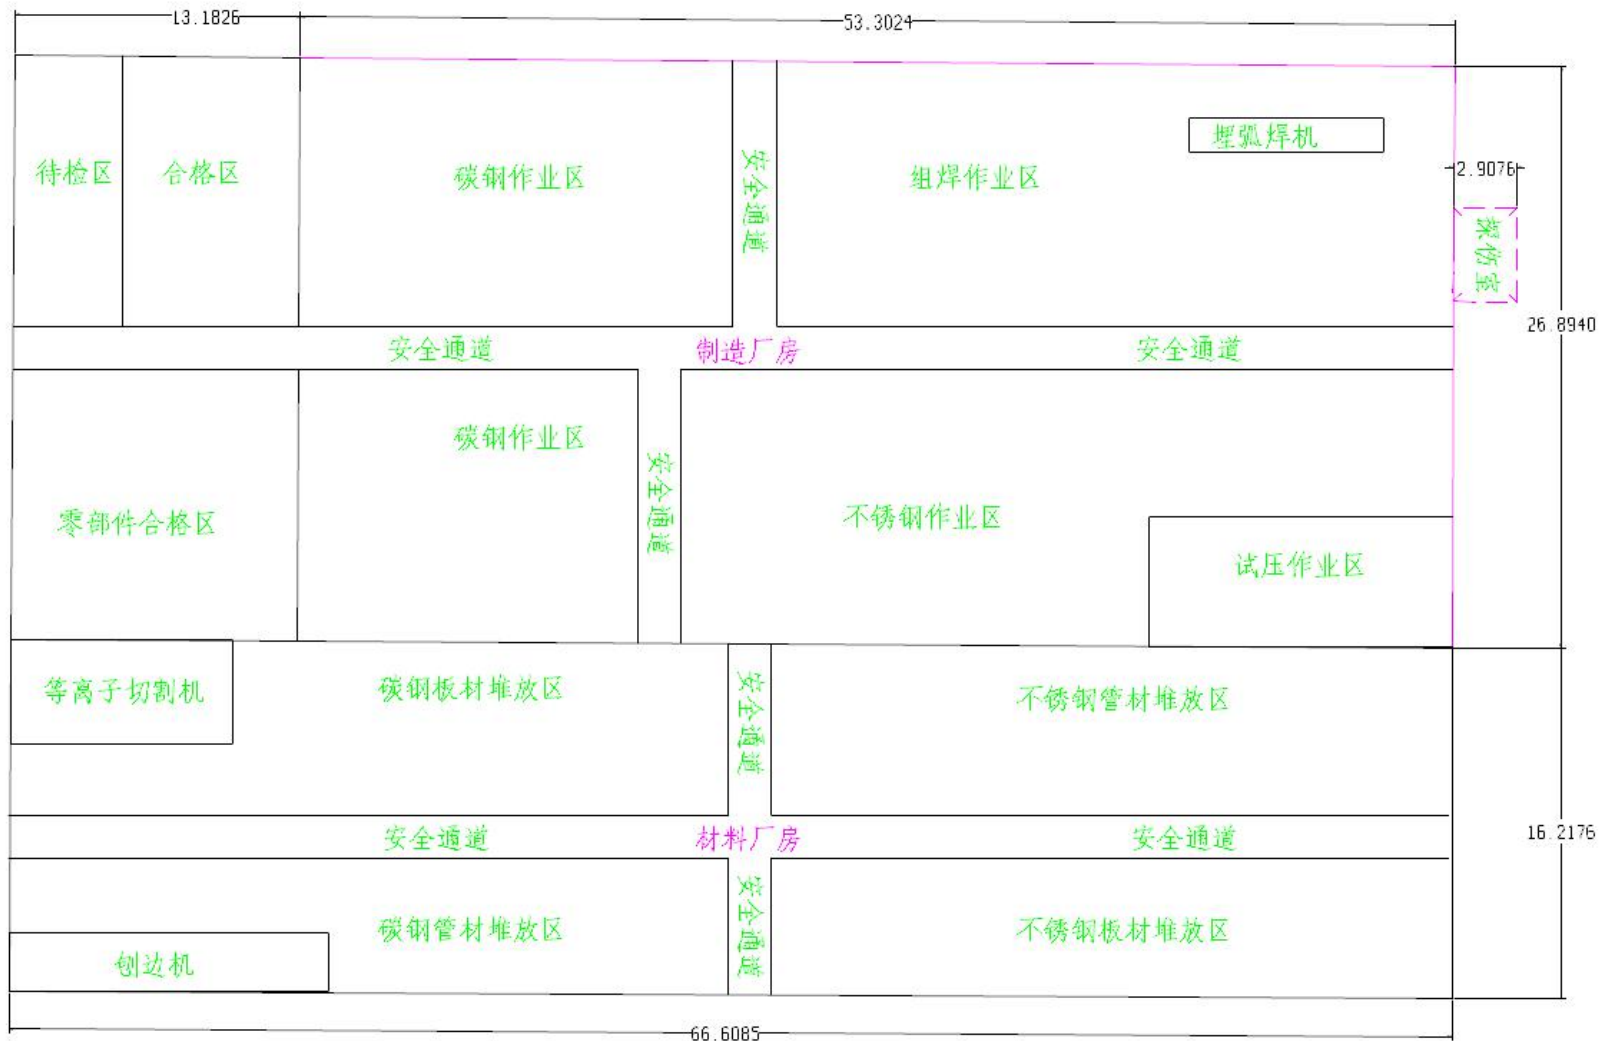 13.1826
53.3024
埋弧焊机
待检区
合格区
碳钢作业区
安全通道
组焊作业区
2.9076
探伤室
26.8940
安全通道
制造厂房
安全通道
碳钢作业区
安全通道
零部件合格区
不锈钢作业区
试压作业区
等离子切割机
碳钢板材堆放区
安全通道
不锈钢管材堆放区
安全通道
材料厂房
安全通道
16.2176
碳钢管材堆放区
安全通道
不锈钢板材堆放区
刨边机
66.6085